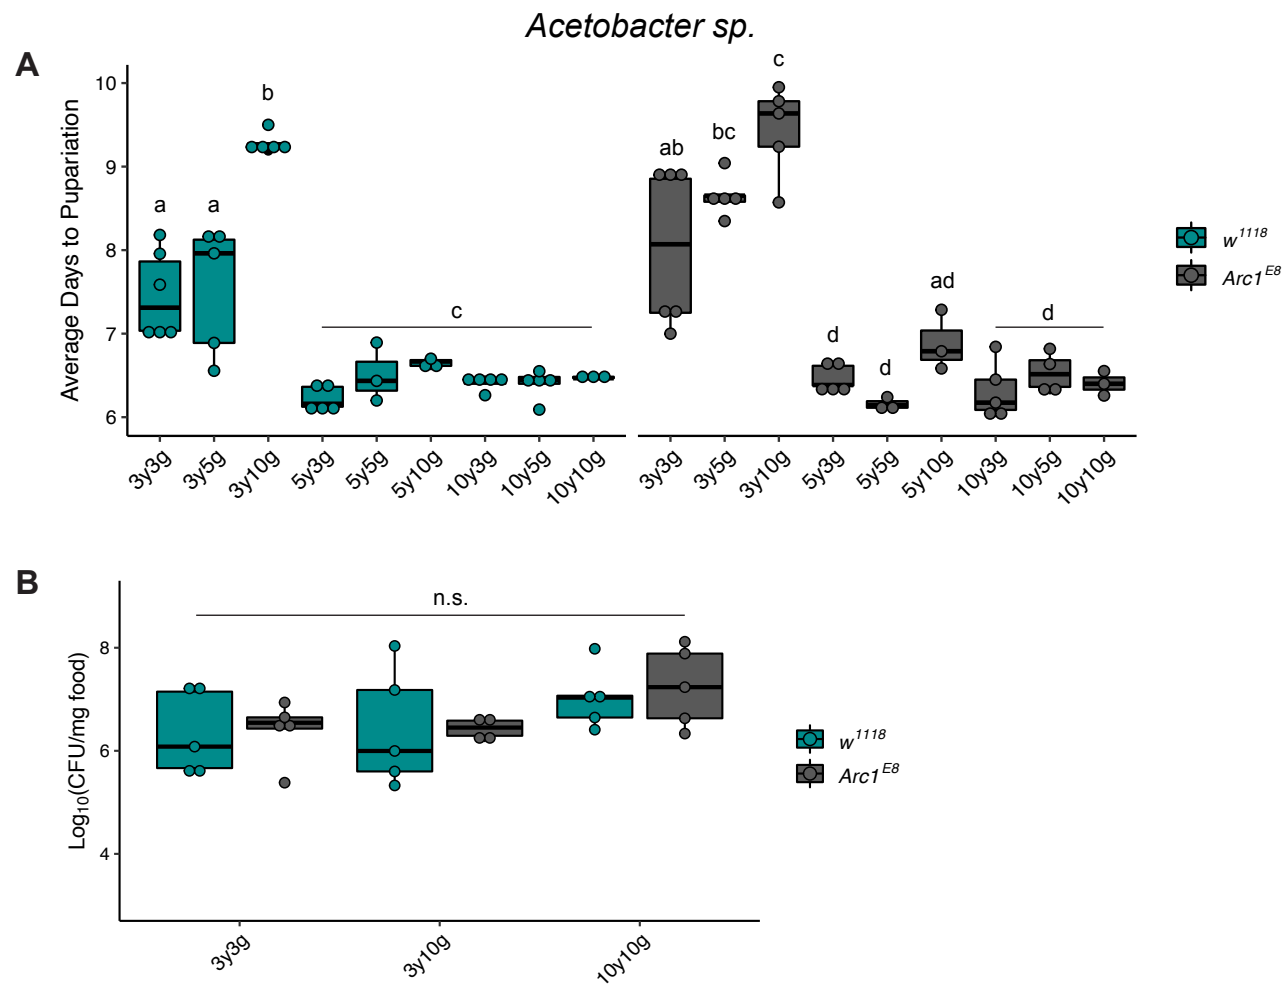 Acetobacter sp.
A
Average Days to Pupariation
10
9
8
7
6
a
a
b
c
ab
bc
c
d
d
ad
d
3y3g
3y5g
3y10g
5y3g
5y5g
5y10g
10y3g
10y5g
10y10g
3y3g
3y5g
3y10g
5y3g
5y5g
5y10g
10y3g
10y5g
10y10g
w1118
Arc1E8
B
Log10(CFU/mg food)
8
6
4
n.s.
3y3g
3y10g
10y10g
w1118
Arc1E8